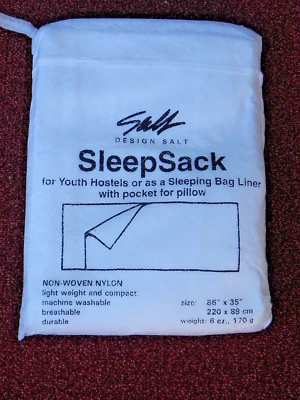 Salt
DESIGN SALT
SleepSack
for Youth Hostels or as a Sleeping Bag Liner
with pocket for pillow
NON-WOVEN NYLON
light weight and compact
machine washable
breathable
durable
size: 86" x 35"
220 x 89 cm
weight: 6 oz., 170 g